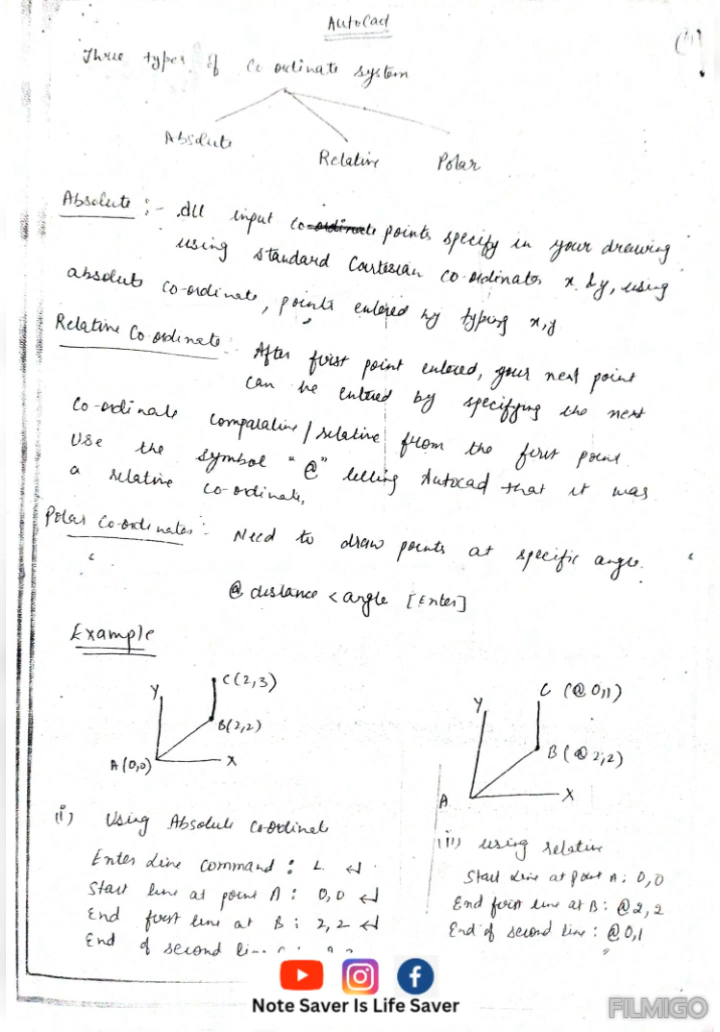 AutoCad
(1)
Three types of Co ordinate system
Absolute
Relative
Polar
Absolute :- All input co-ordinate points specify in your drawing
using standard Cartesian co-ordinates x & y, using
absolute co-ordinate, points entered by typing x,y
Relative Co-ordinate :- After first point entered, your next point
can be entered by specifying the next
co-ordinate comparative/relative from the first point.
Use the symbol "@" telling Autocad that it was
a relative co-ordinate.
Polar Co-ordinates :- Need to draw points at specific angle.
@ distance < angle [Enter]
Example
Y
C(2,3)
B(2,2)
A(0,0)
X
Y
C (@0,1)
B (@2,2)
A
X
(i) Using Absolute Coordinate
Enter Line command : L ↵
Start line at point A : 0,0 ↵
End first line at B : 2,2 ↵
End of second
(ii) using relative
Start Line at point A : 0,0
End first line at B : @2,2
End of second line : @0,1
Note Saver Is Life Saver
FILMIGO